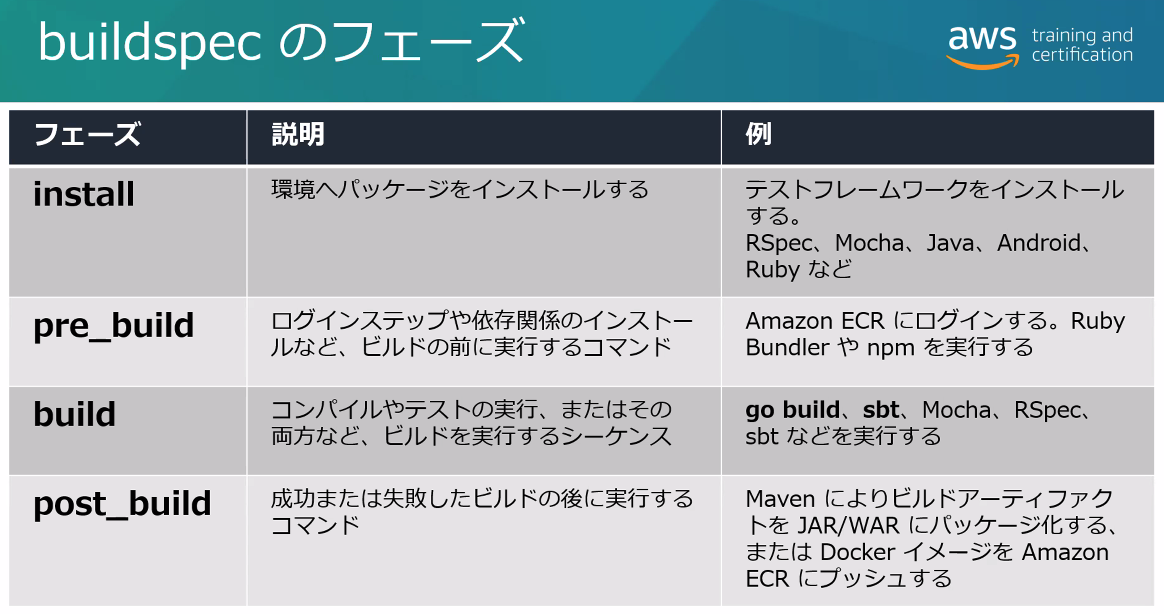 buildspec のフェーズ
aws training and
certification
フェーズ
説明
例
install
環境へパッケージをインストールする
テストフレームワークをインストール
する。
RSpec、Mocha、Java、Android、
Ruby など
pre_build
ログインステップや依存関係のインストー
ルなど、ビルドの前に実行するコマンド
Amazon ECR にログインする。Ruby
Bundler や npm を実行する
build
コンパイルやテストの実行、またはその
両方など、ビルドを実行するシーケンス
go build、sbt、Mocha、RSpec、
sbt などを実行する
post_build
成功または失敗したビルドの後に実行する
コマンド
Maven によりビルドアーティファク
トを JAR/WAR にパッケージ化する、
または Docker イメージを Amazon
ECR にプッシュする